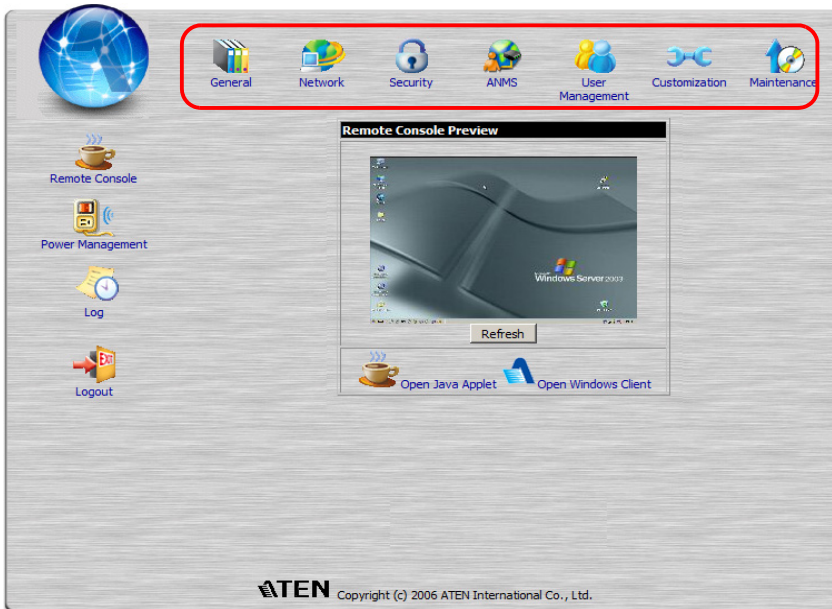 General Network Security ANMS User Management Customization Maintenance
Remote Console
Power Management
Log
EXIT
Logout
Remote Console Preview
Windows Server 2003
Refresh
Open Java Applet Open Windows Client
ATEN Copyright (c) 2006 ATEN International Co., Ltd.